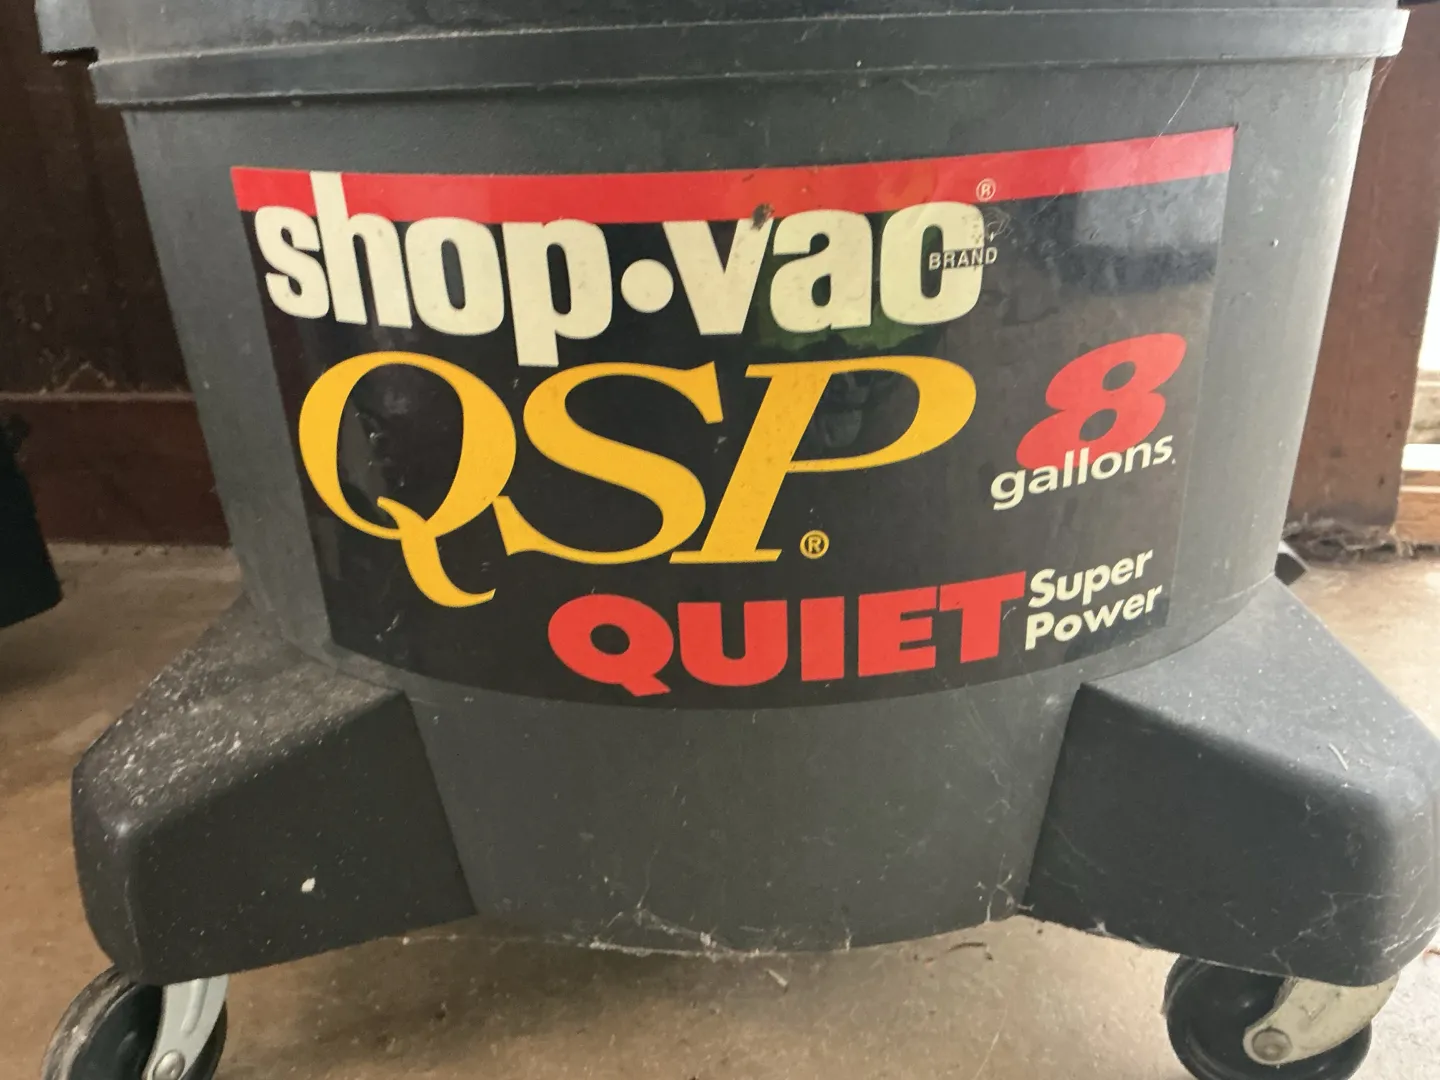 shop·vac®
BRAND
QSP®
8
gallons
QUIET
Super
Power